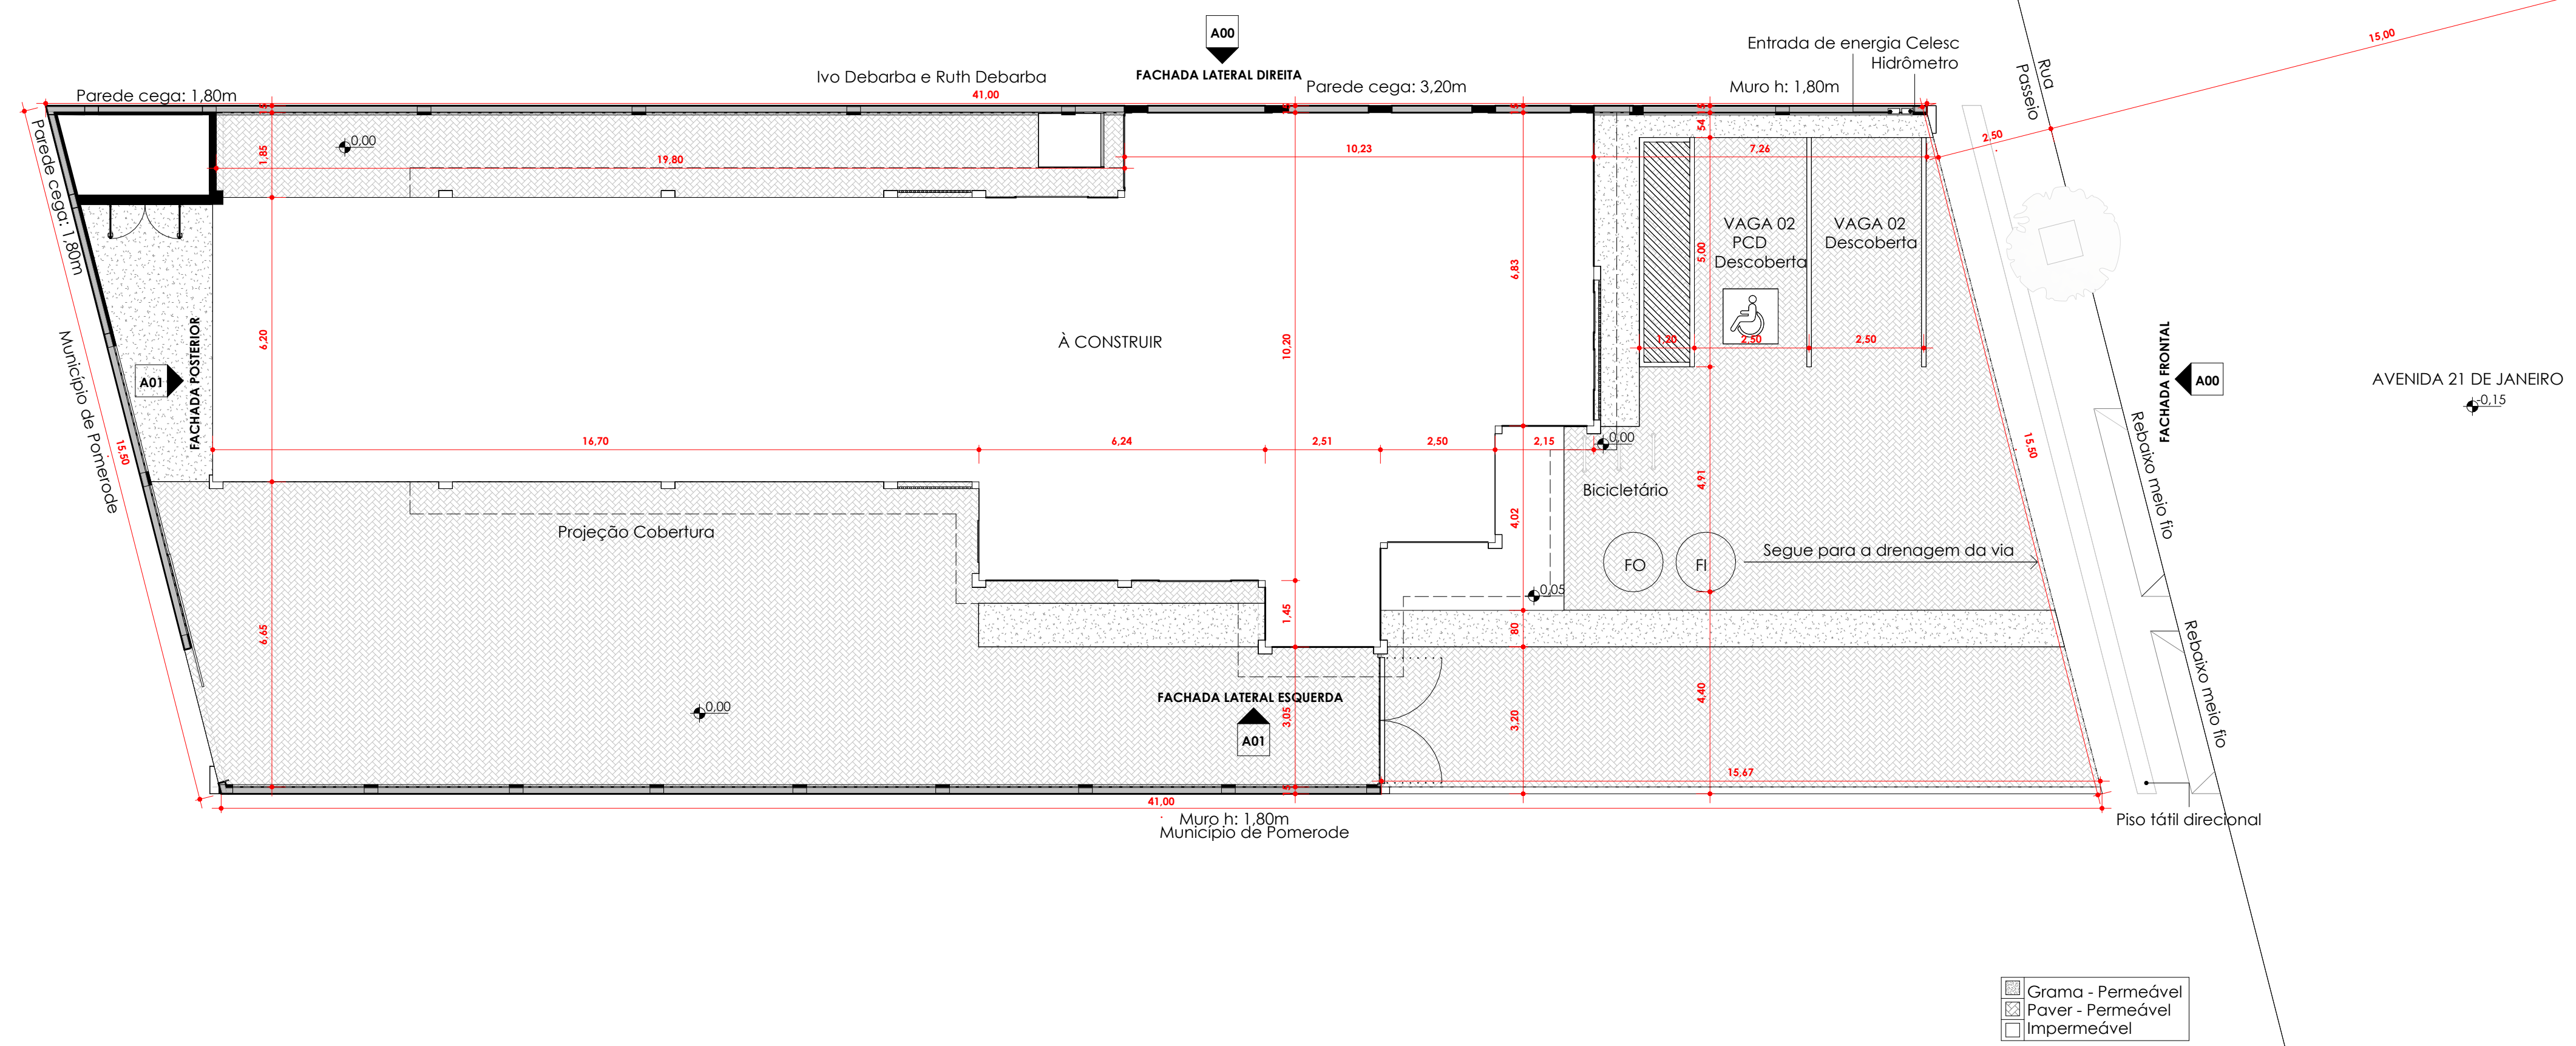 A00
FACHADA LATERAL DIREITA
Ivo Debarba e Ruth Debarba
Parede cega: 1,80m
41,00
Parede cega: 3,20m
Muro h: 1,80m
Entrada de energia Celesc
Hidrômetro
Rua
Passeio
15,00
2,50
Parede cega: 1,80m
0,00
1,85
19,80
10,23
7,26
54
15
15
15
15
VAGA 02
PCD
Descoberta
VAGA 02
Descoberta
5,00
6,83
6,20
10,20
À CONSTRUIR
1,20
2,50
2,50
A01
FACHADA POSTERIOR
Município de Pomerode
15,50
FACHADA FRONTAL
A00
AVENIDA 21 DE JANEIRO
-0,15
16,70
6,24
2,51
2,50
2,15
0,00
Bicicletário
4,91
4,02
15,50
Rebaixo meio fio
Projeção Cobertura
FO
FI
Segue para a drenagem da via
0,05
1,45
80
6,65
Rebaixo meio fio
FACHADA LATERAL ESQUERDA
A01
0,00
3,05
3,20
4,40
15,67
15
15
41,00
Muro h: 1,80m
Município de Pomerode
Piso tátil direcional
Grama - Permeável
Paver - Permeável
Impermeável